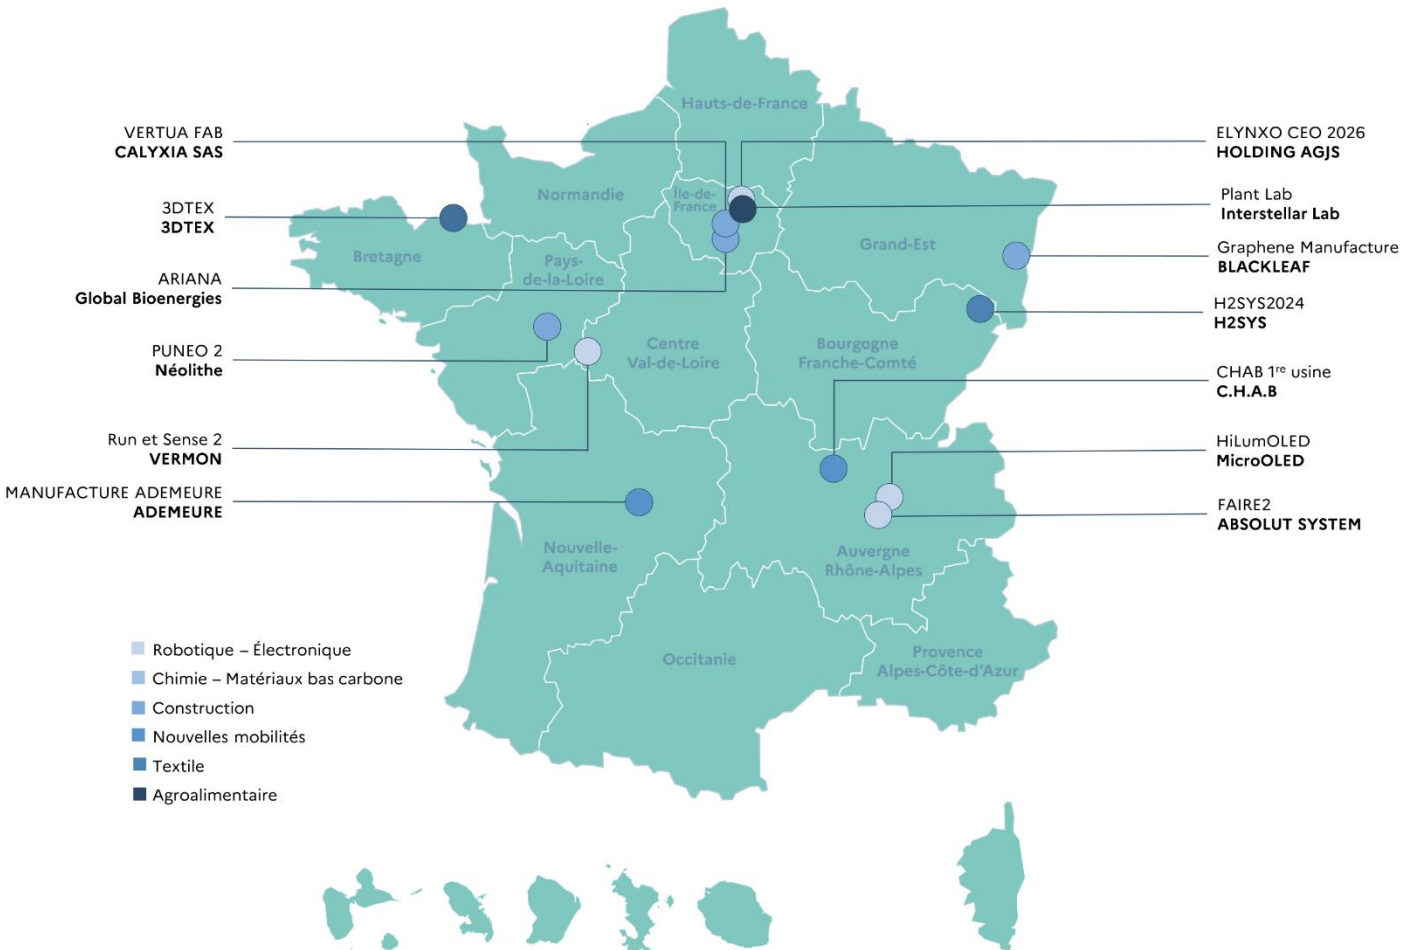 VERTUA FAB
CALYXIA SAS
3DTEX
3DTEX
ARIANA
Global Bioenergies
PUNEO 2
Néolithe
Run et Sense 2
VERMON
MANUFACTURE ADEMEURE
ADEMEURE
Hauts-de-France
Normandie
Île-de-
France
Bretagne
Pays-
de-la-Loire
Grand-Est
Centre
Val-de-Loire
Bourgogne
Franche-Comté
Nouvelle-
Aquitaine
Auvergne
Rhône-Alpes
Occitanie
Provence
Alpes-Côte-d'Azur
ELYNXO CEO 2026
HOLDING AGJS
Plant Lab
Interstellar Lab
Graphene Manufacture
BLACKLEAF
H2SYS2024
H2SYS
CHAB 1re usine
C.H.A.B
HiLumOLED
MicroOLED
FAIRE2
ABSOLUT SYSTEM
Robotique – Électronique
Chimie – Matériaux bas carbone
Construction
Nouvelles mobilités
Textile
Agroalimentaire